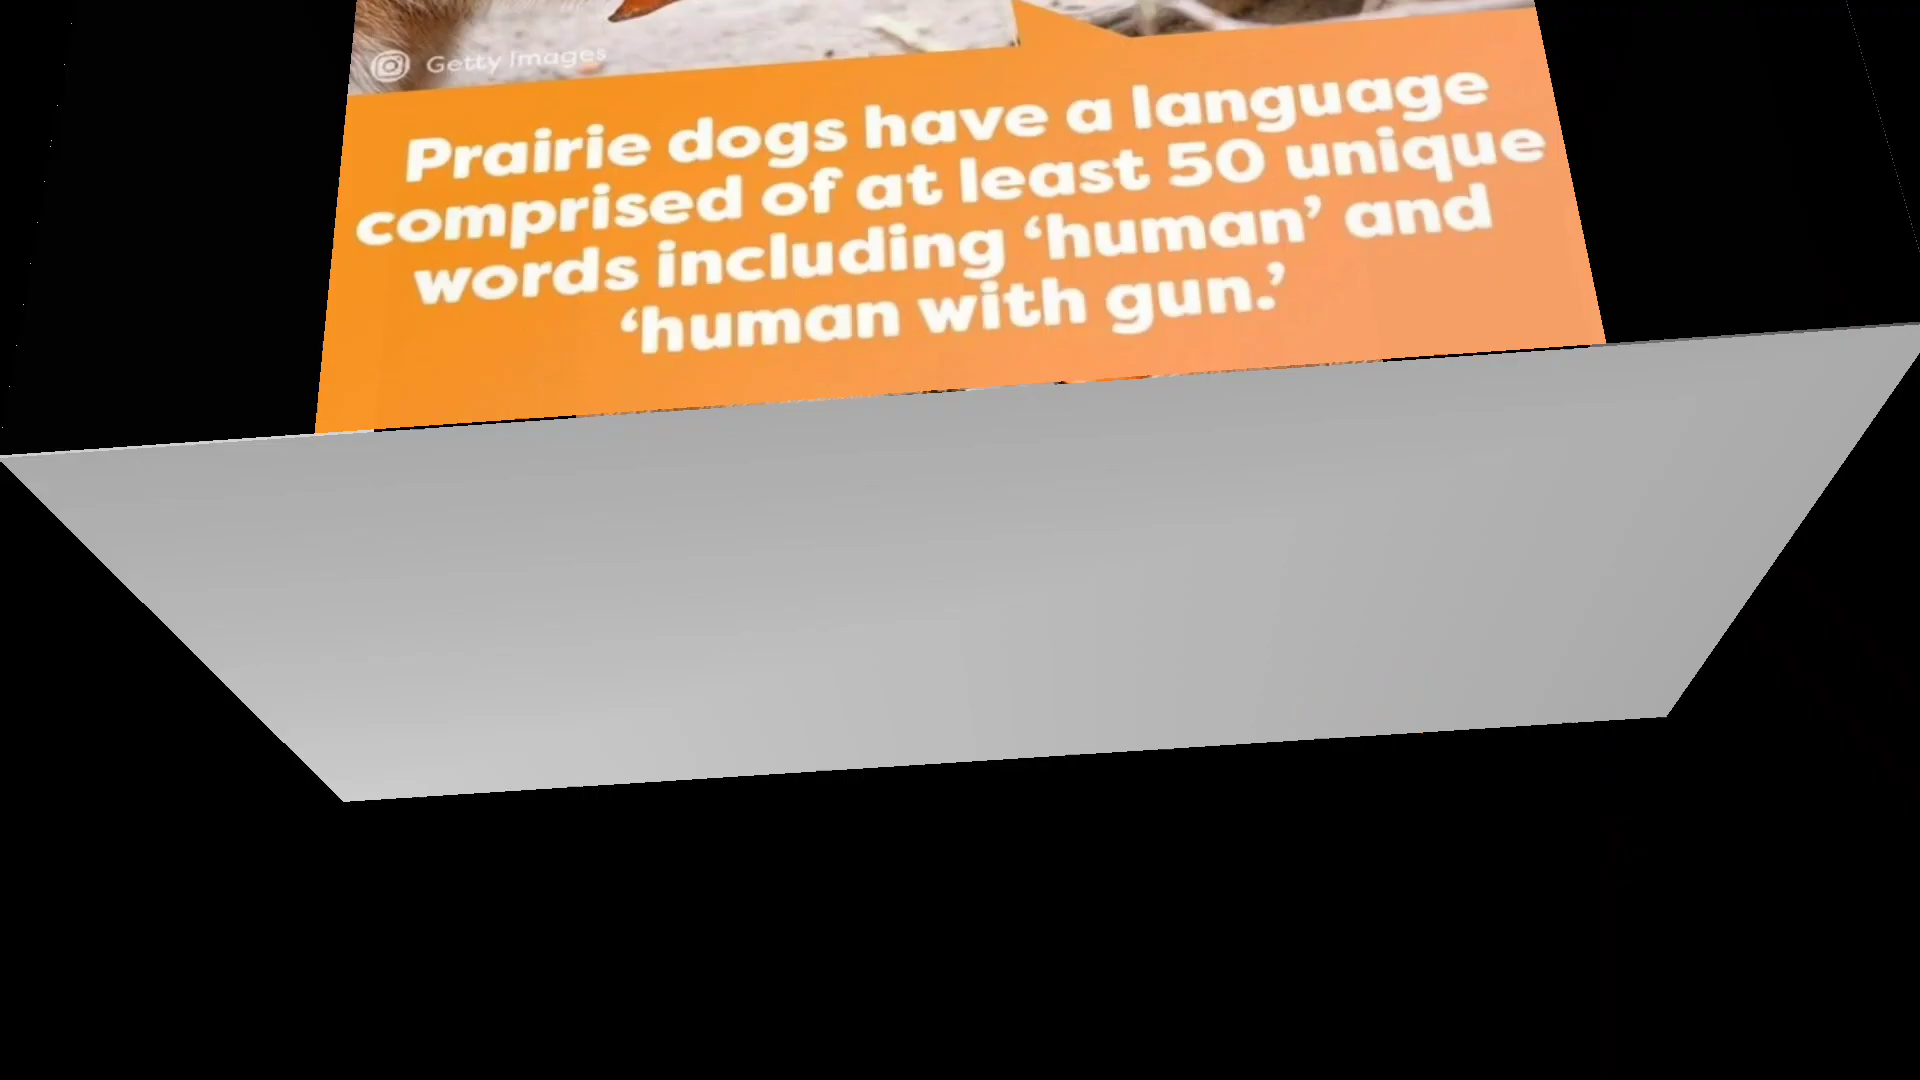 Getty Images
Prairie dogs have a language
comprised of at least 50 unique
words including ‘human’ and
‘human with gun.’